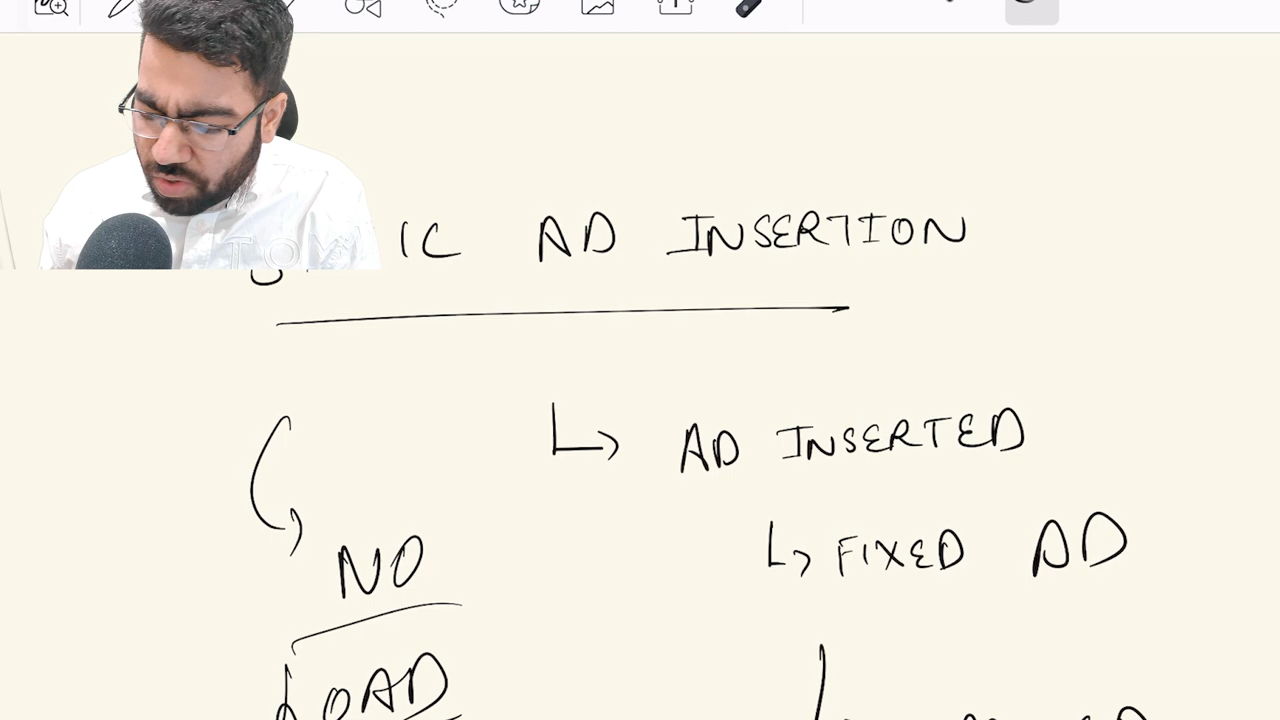 IC AD INSERTION
AD INSERTED
FIXED AD
NO
LOAD